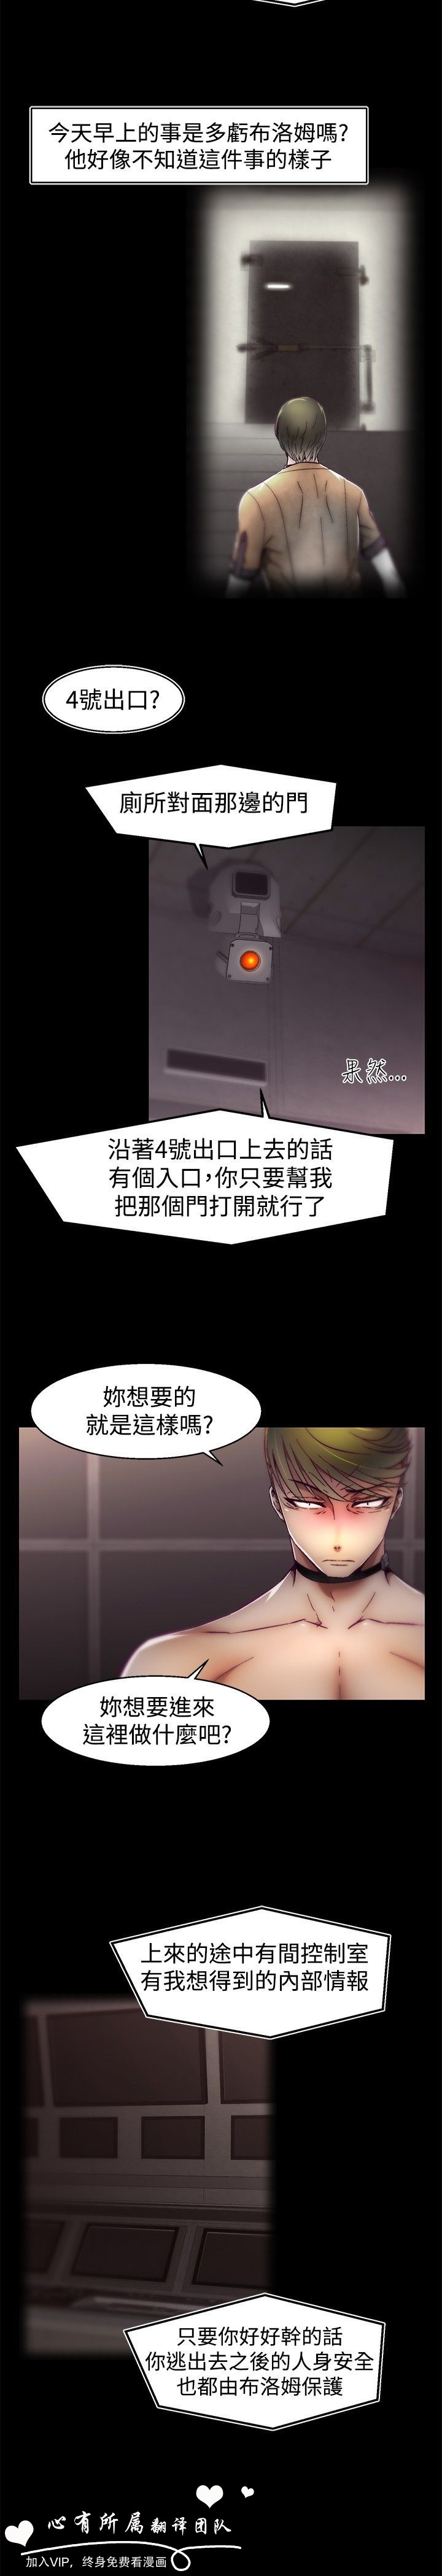 今天早上的事是多虧布洛姆嗎?
他好像不知道這件事的樣子
4號出口?
廁所對面那邊的門
果然...
沿著4號出口上去的話
有個入口,你只要幫我
把那個門打開就行了
妳想要的
就是這樣嗎?
妳想要進來
這裡做什麼吧?
上來的途中有間控制室
有我想得到的內部情報
只要你好好幹的話
你逃出去之後的人身安全
也都由布洛姆保護
心有所属翻译团队
加入VIP，终身免费看漫画